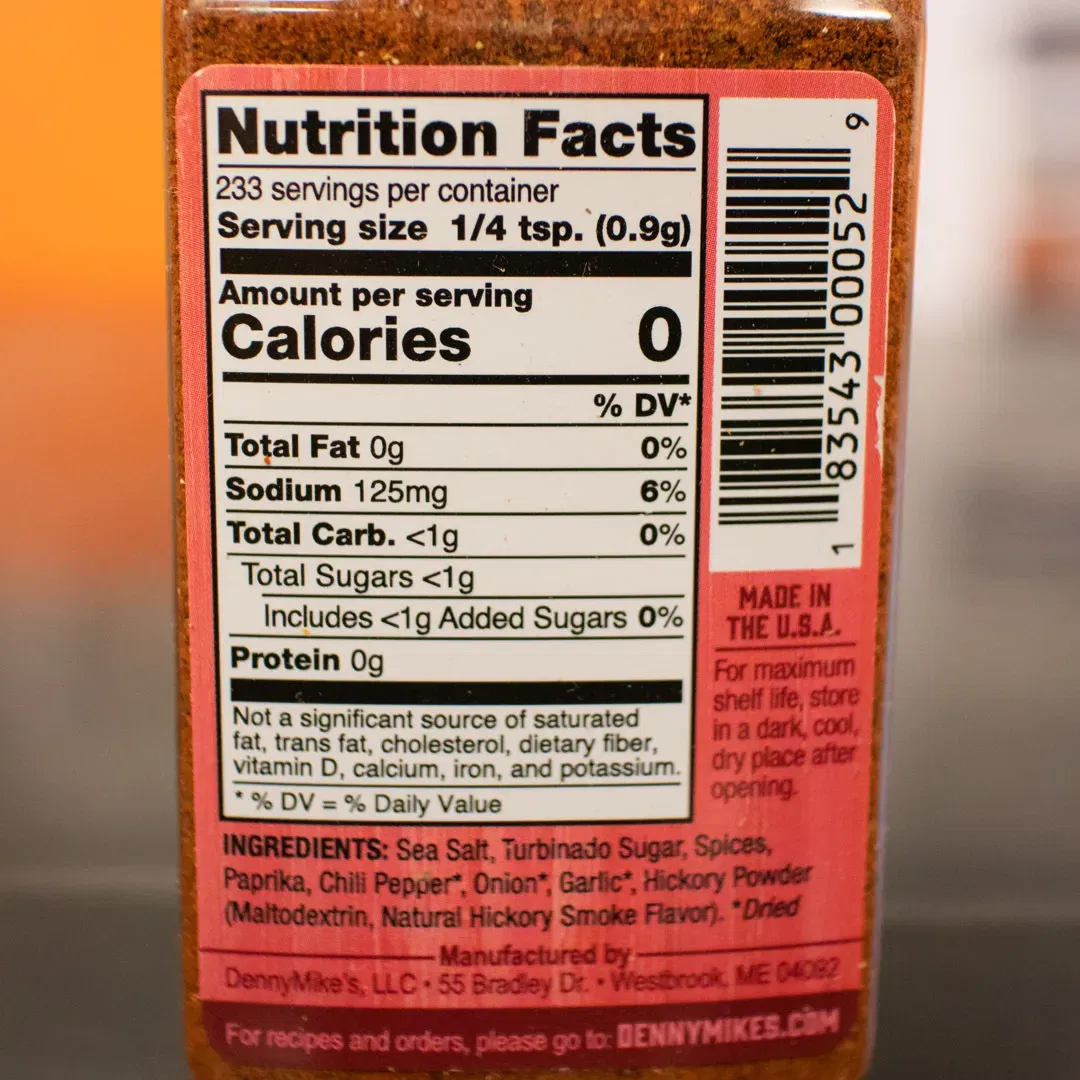 Nutrition Facts
233 servings per container
Serving size 1/4 tsp. (0.9g)
Amount per serving
Calories 0
% DV*
Total Fat 0g 0%
Sodium 125mg 6%
Total Carb. <1g 0%
Total Sugars <1g
Includes <1g Added Sugars 0%
Protein 0g
Not a significant source of saturated
fat, trans fat, cholesterol, dietary fiber,
vitamin D, calcium, iron, and potassium.
* % DV = % Daily Value
1 83543 00052 9
MADE IN
THE U.S.A.
For maximum
shelf life, store
in a dark, cool,
dry place after
opening.
INGREDIENTS: Sea Salt, Turbinado Sugar, Spices,
Paprika, Chili Pepper*, Onion*, Garlic*, Hickory Powder
(Maltodextrin, Natural Hickory Smoke Flavor). *Dried
Manufactured by
DennyMike's, LLC • 55 Bradley Dr. • Westbrook, ME 04092
For recipes and orders, please go to: DENNYMIKES.COM